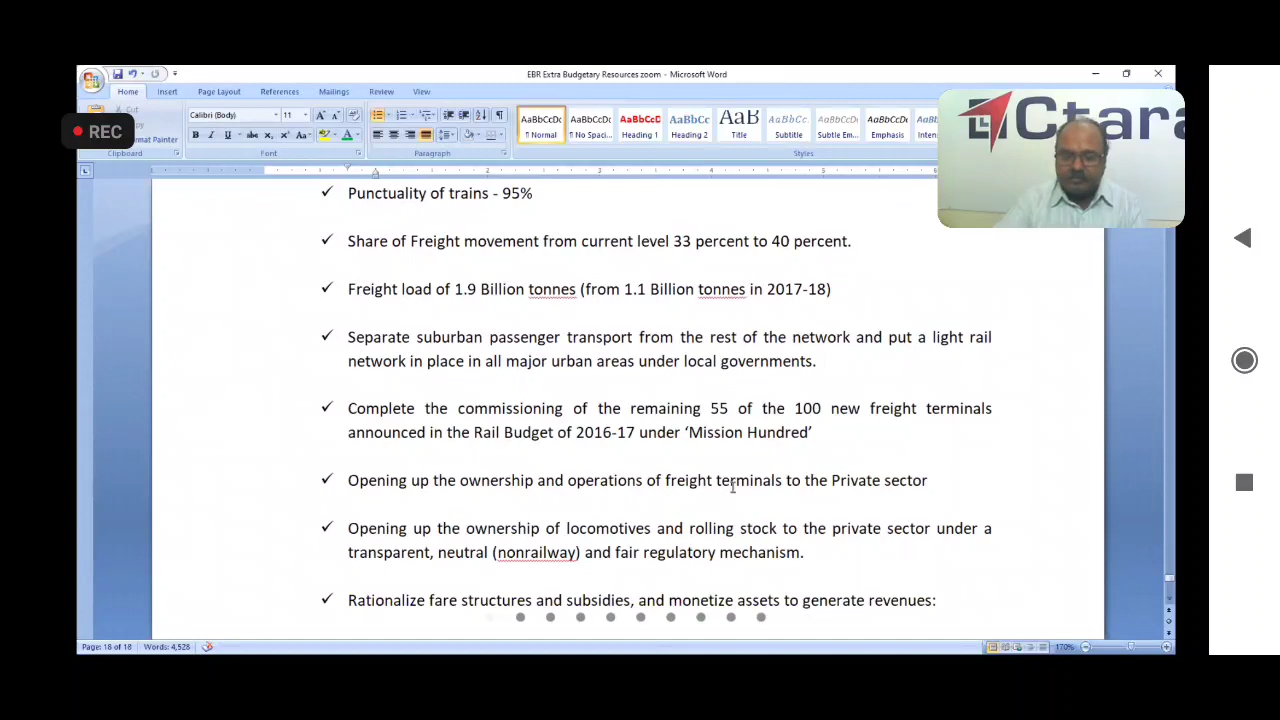 EBR Extra Budgetary Resources zoom - Microsoft Word
Home Insert Page Layout References Mailings Review View
REC
Cut
Format Painter
Calibri (Body) 11
AaBbCcDc AaBbCcDc AaBbCcD AaBbCc AaB AaBbCcI AaBbCcDa AaBbCcDc
¶ Normal ¶ No Spaci... Heading 1 Heading 2 Title Subtitle Subtle Em... Emphasis Intens
Clipboard Font Paragraph Styles
Ctara
✓ Punctuality of trains - 95%
✓ Share of Freight movement from current level 33 percent to 40 percent.
✓ Freight load of 1.9 Billion tonnes (from 1.1 Billion tonnes in 2017-18)
✓ Separate suburban passenger transport from the rest of the network and put a light rail
network in place in all major urban areas under local governments.
✓ Complete the commissioning of the remaining 55 of the 100 new freight terminals
announced in the Rail Budget of 2016-17 under ‘Mission Hundred’
✓ Opening up the ownership and operations of freight terminals to the Private sector
✓ Opening up the ownership of locomotives and rolling stock to the private sector under a
transparent, neutral (nonrailway) and fair regulatory mechanism.
✓ Rationalize fare structures and subsidies, and monetize assets to generate revenues:
Page: 18 of 18 Words: 4,528 170%